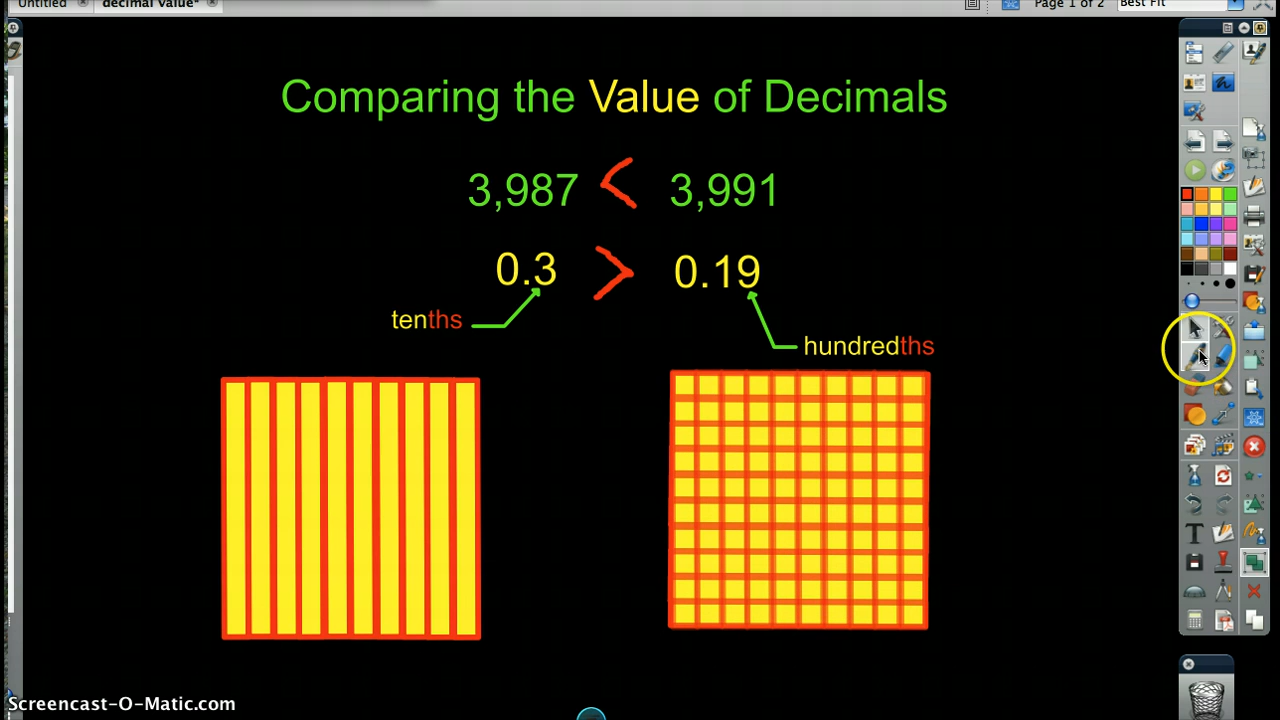 Untitled
decimal value*
Page 1 of 2
Best Fit
Comparing the Value of Decimals
3,987 < 3,991
0.3 > 0.19
tenths
hundredths
T
Screencast-O-Matic.com